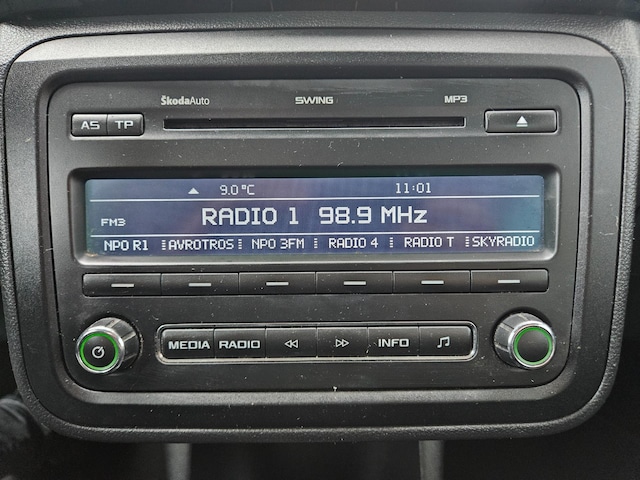 ŠkodaAuto SWING MP3
AS TP
9.0°C 11:01
FM3 RADIO 1 98.9 MHz
NPO R1 AVROTROS NPO 3FM RADIO 4 RADIO T SKYRADIO
MEDIA RADIO INFO